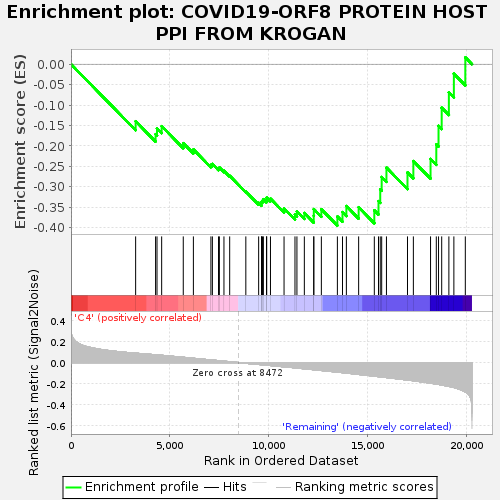 Enrichment plot: COVID19-ORF8 PROTEIN HOST
PPI FROM KROGAN
Enrichment score (ES)
0.00
-0.05
-0.10
-0.15
-0.20
-0.25
-0.30
-0.35
-0.40
'C4' (positively correlated)
Ranked list metric (Signal2Noise)
0.4
0.2
0.0
-0.2
-0.4
-0.6
Zero cross at 8472
'Remaining' (negatively correlated)
0
5,000
10,000
15,000
20,000
Rank in Ordered Dataset
Enrichment profile
Hits
Ranking metric scores